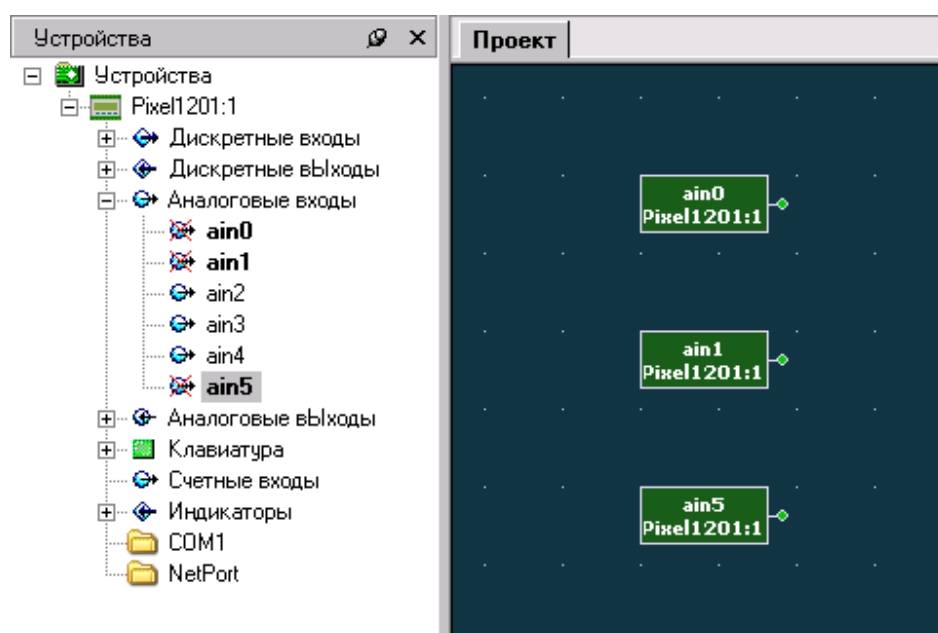 Устройства
Устройства
Pixel1201:1
Дискретные входы
Дискретные вЫходы
Аналоговые входы
ain0
ain1
ain2
ain3
ain4
ain5
Аналоговые вЫходы
Клавиатура
Счетные входы
Индикаторы
COM1
NetPort
Проект
ain0
Pixel1201:1
ain1
Pixel1201:1
ain5
Pixel1201:1